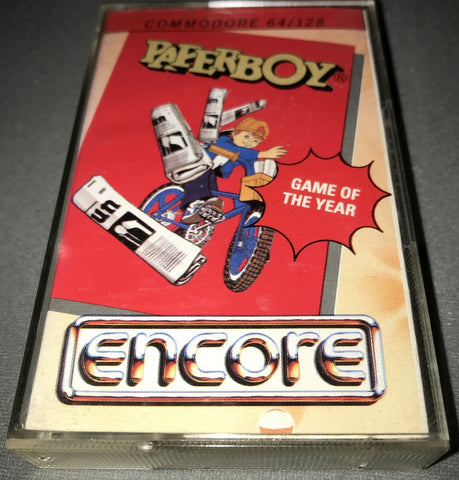 COMMODORE 64/128
PAPERBOY®
GAME OF
THE YEAR
encore